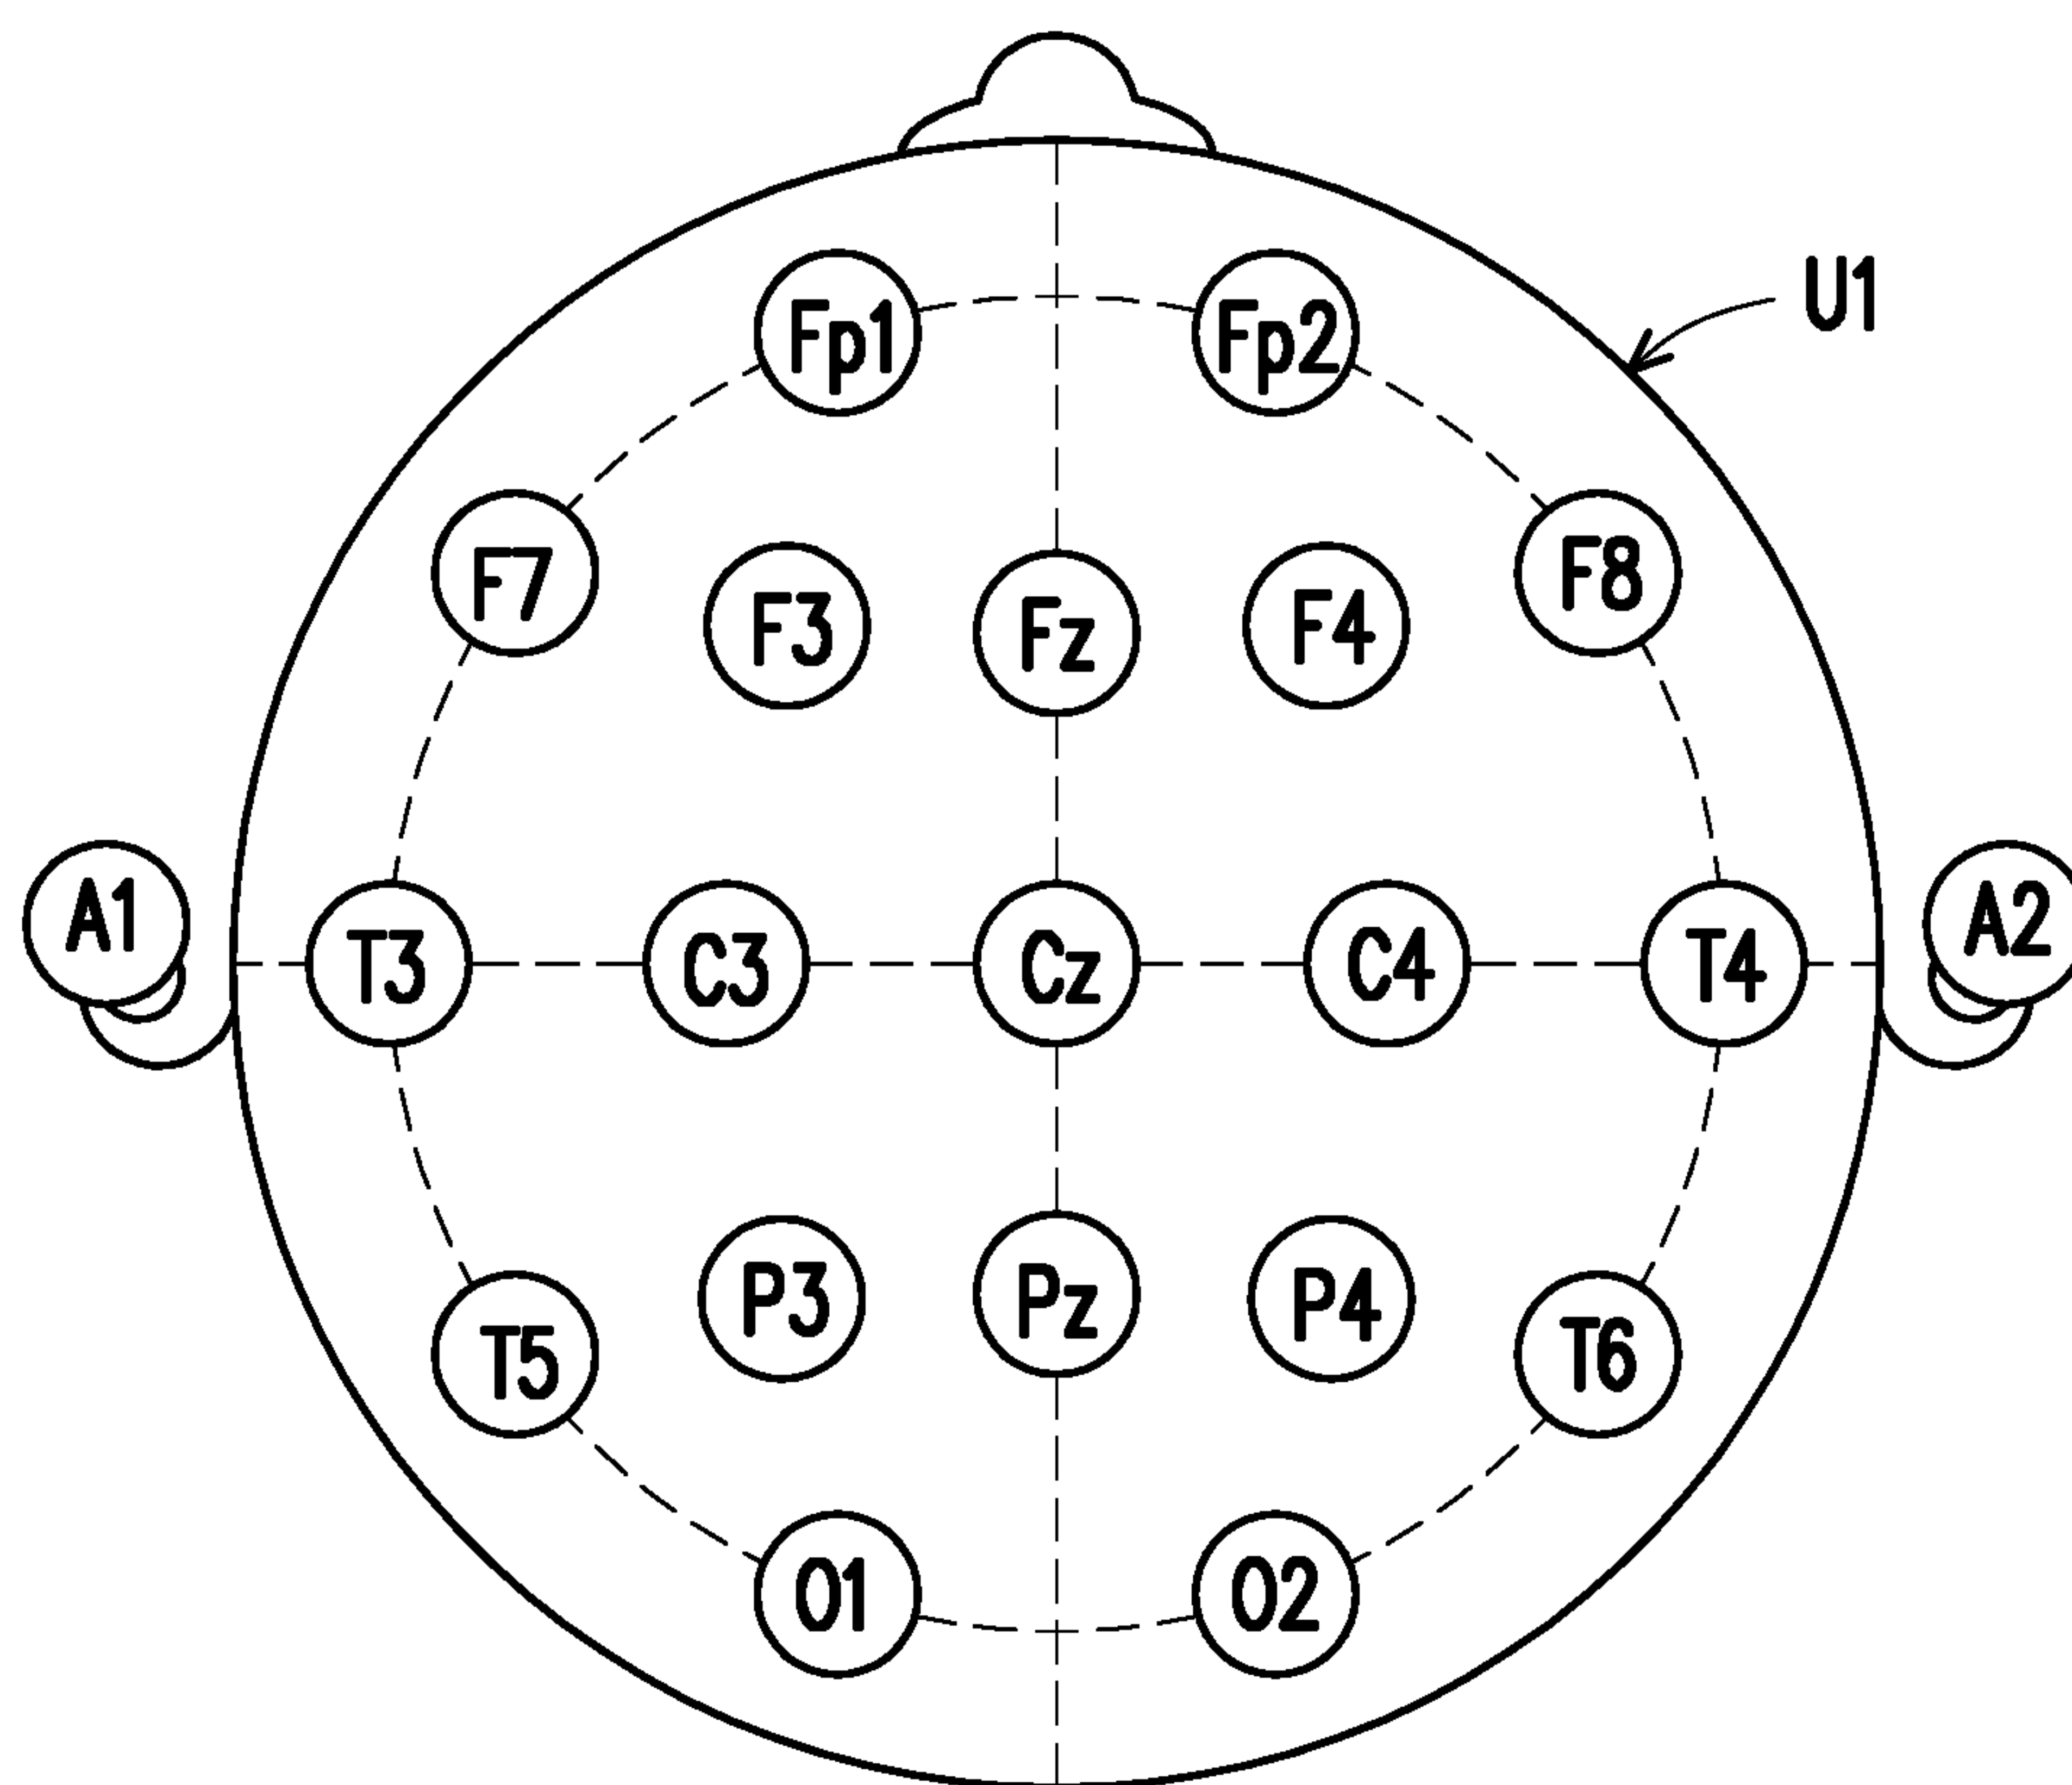 U1
Fp1 Fp2
F7 F3 Fz F4 F8
A1 T3 C3 Cz C4 T4 A2
T5 P3 Pz P4 T6
O1 O2